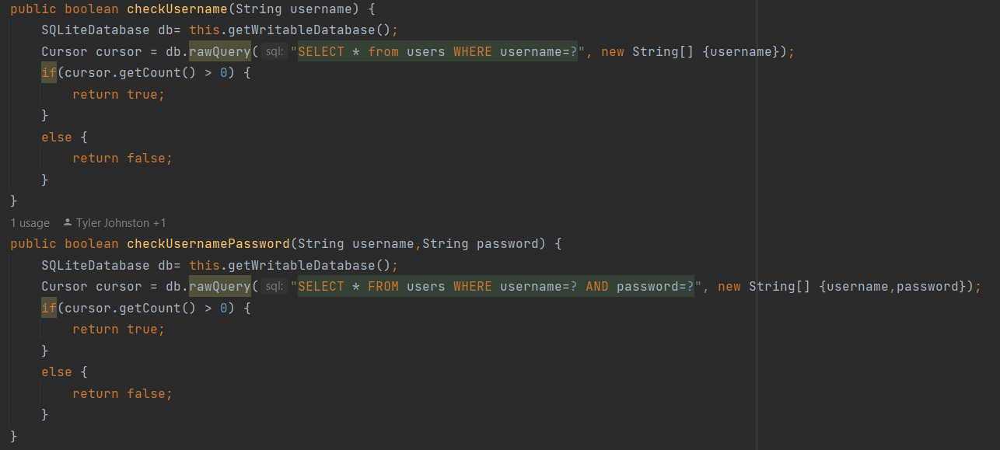 public boolean checkUsername(String username) {
SQLiteDatabase db= this.getWritableDatabase();
Cursor cursor = db.rawQuery( sql: "SELECT * from users WHERE username=?", new String[] {username});
if(cursor.getCount() > 0) {
return true;
}
else {
return false;
}
}
1 usage Tyler Johnston +1
public boolean checkUsernamePassword(String username,String password) {
SQLiteDatabase db= this.getWritableDatabase();
Cursor cursor = db.rawQuery( sql: "SELECT * FROM users WHERE username=? AND password=?", new String[] {username,password});
if(cursor.getCount() > 0) {
return true;
}
else {
return false;
}
}